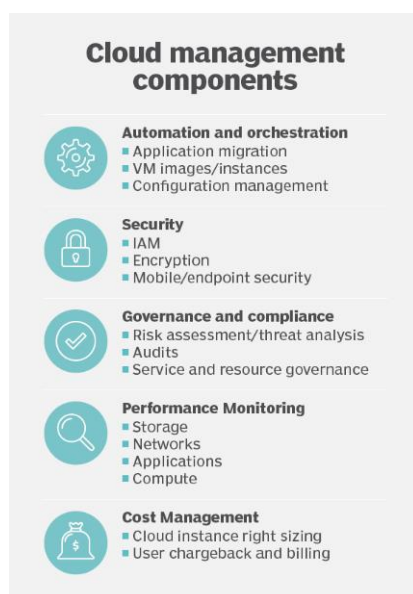 Cloud management
components
Automation and orchestration
▪ Application migration
▪ VM images/instances
▪ Configuration management
Security
▪ IAM
▪ Encryption
▪ Mobile/endpoint security
Governance and compliance
▪ Risk assessment/threat analysis
▪ Audits
▪ Service and resource governance
Performance Monitoring
▪ Storage
▪ Networks
▪ Applications
▪ Compute
Cost Management
▪ Cloud instance right sizing
▪ User chargeback and billing
$